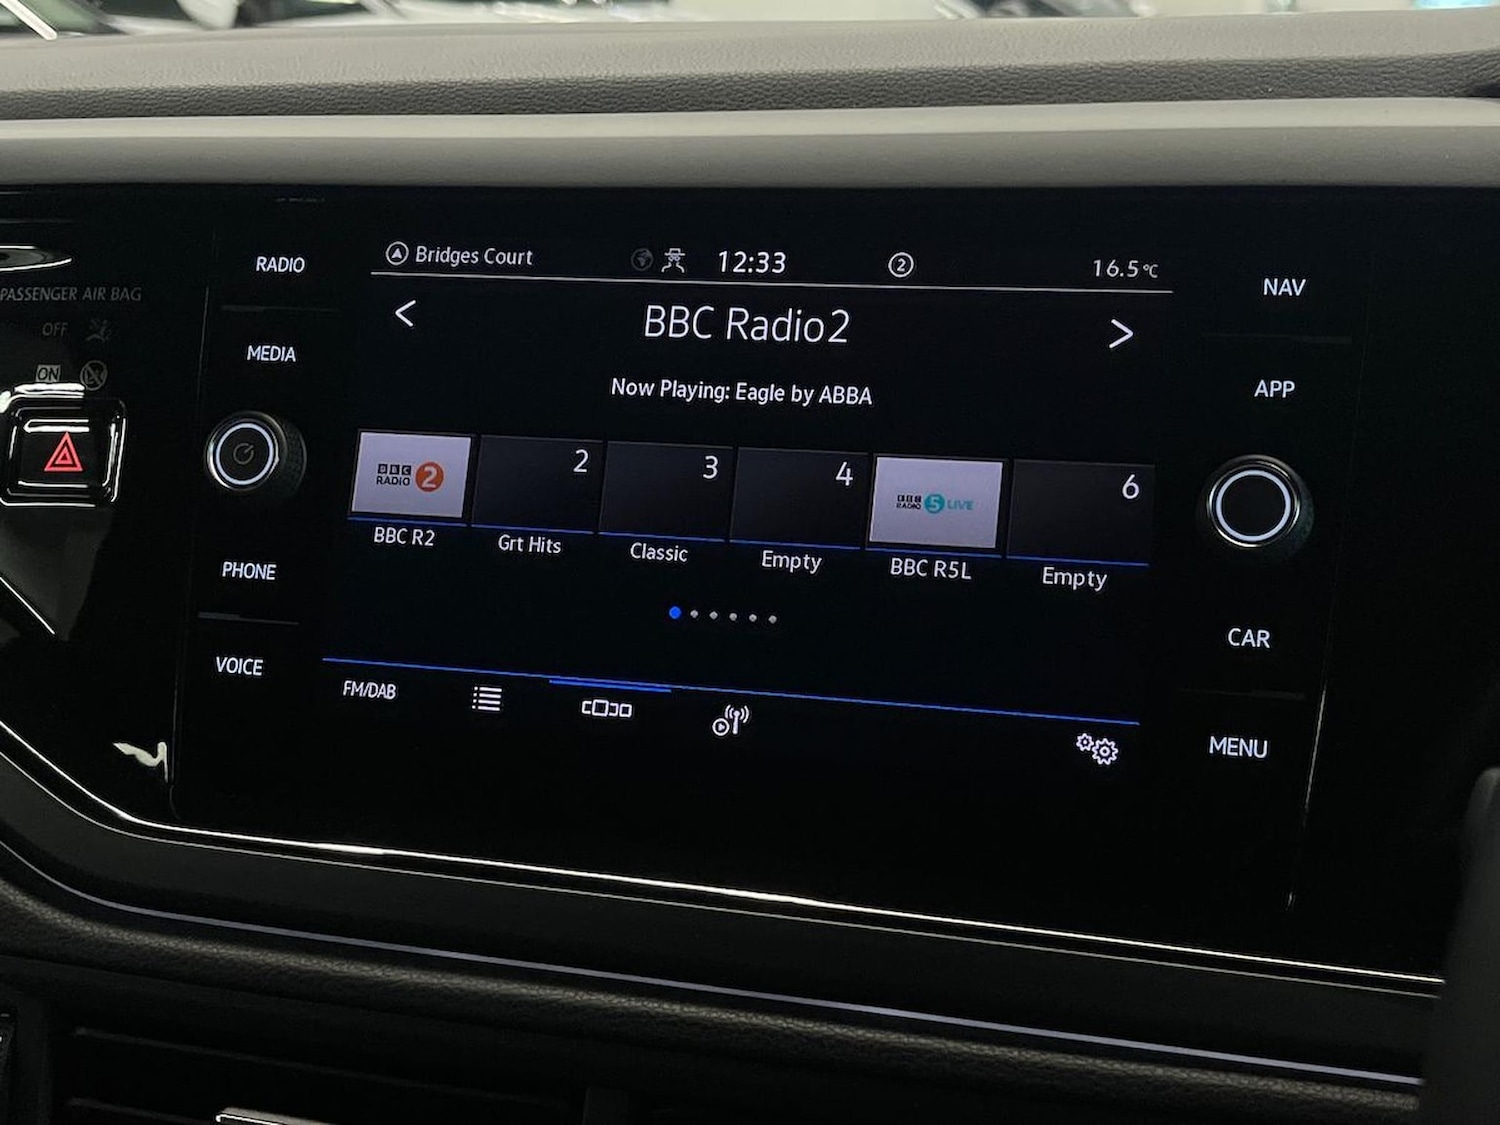 RADIO
MEDIA
PHONE
VOICE
PASSENGER AIR BAG
OFF
ON
Bridges Court
12:33
2
16.5°C
< BBC Radio2 >
Now Playing: Eagle by ABBA
BBC RADIO 2
2
3
4
BBC RADIO 5 LIVE
6
BBC R2
Grt Hits
Classic
Empty
BBC R5L
Empty
FM/DAB
NAV
APP
CAR
MENU